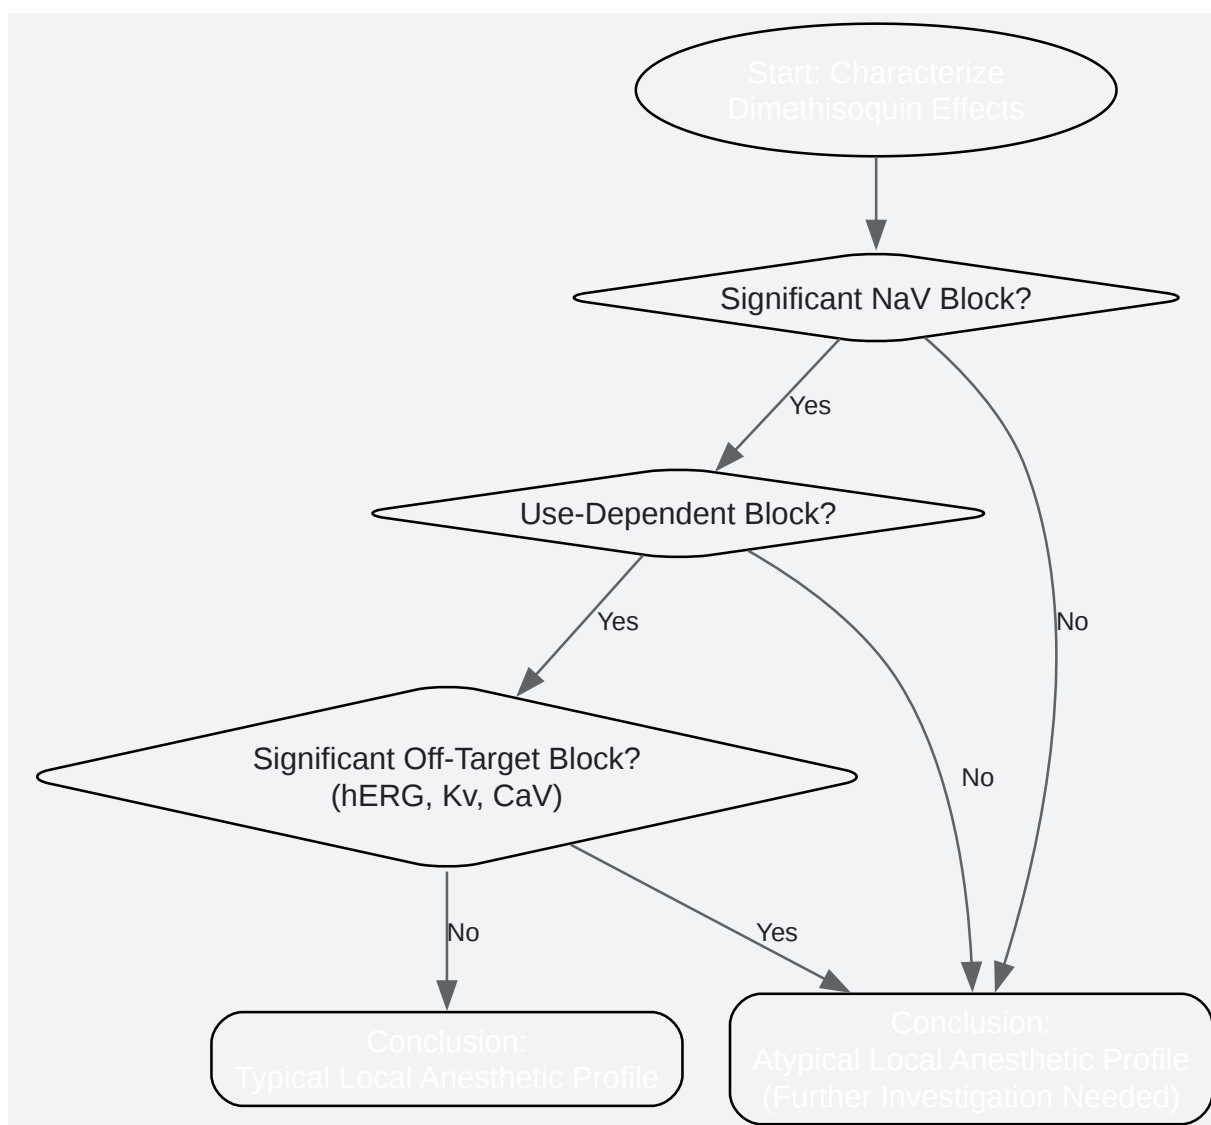 Start: Characterize
Dimethisoquin Effects
Significant NaV Block?
Yes
Use-Dependent Block?
Yes
No
Significant Off-Target Block?
(hERG, Kv, CaV)
No
No
Yes
Conclusion:
Typical Local Anesthetic Profile
Conclusion:
Atypical Local Anesthetic Profile
(Further Investigation Needed)